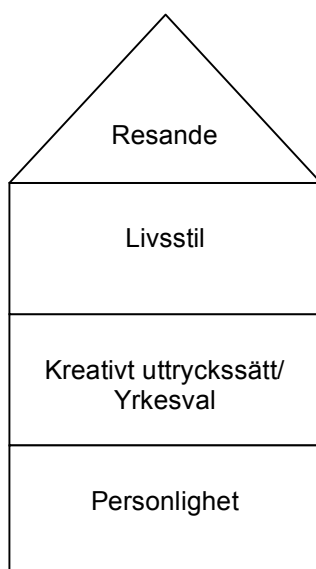 Resande
Livsstil
Kreativt uttryckssätt/
Yrkesval
Personlighet